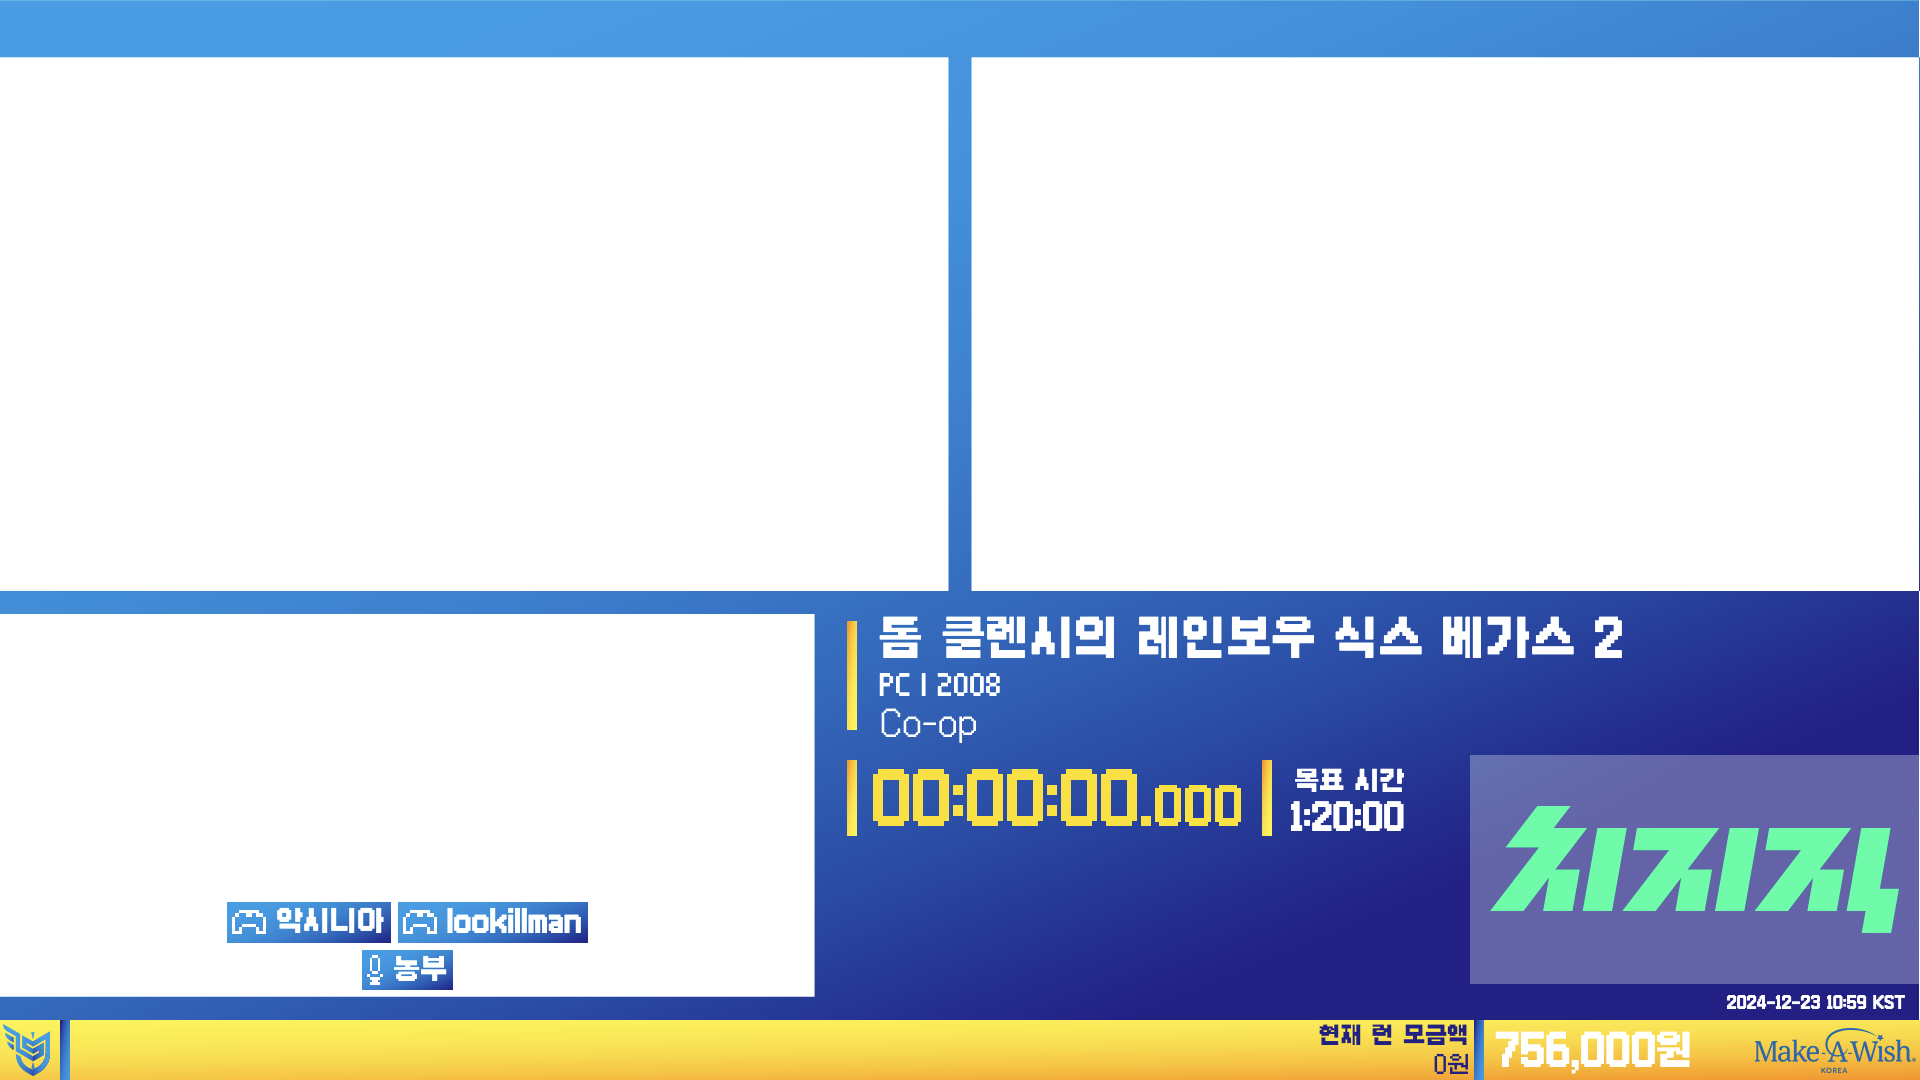 돔 클렌시의 레인보우 식스 베가스 2
PC | 2008
Co-op
00:00:00.000
목표 시간
1:20:00
치지직
악시니아
lookillman
농부
2024-12-23 10:59 KST
현재 런 모금액
0원
756,000원
Make-A-Wish.
KOREA